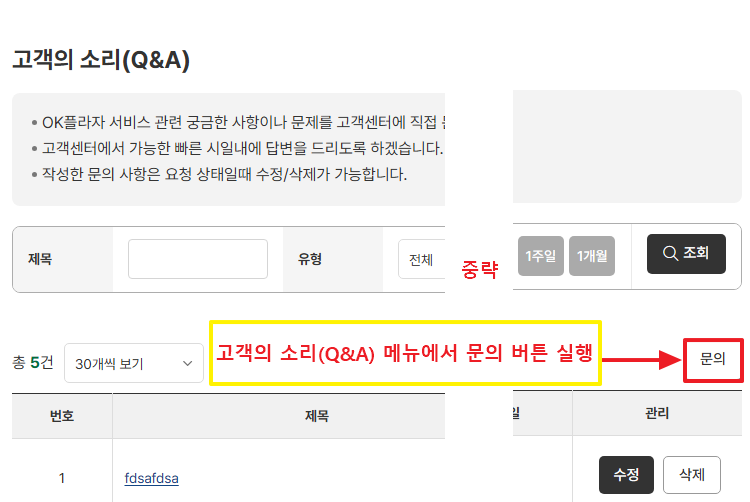 고객의 소리(Q&A)
• OK플라자 서비스 관련 궁금한 사항이나 문제를 고객센터에 직접
• 고객센터에서 가능한 빠른 시일내에 답변을 드리도록 하겠습니다.
• 작성한 문의 사항은 요청 상태일때 수정/삭제가 가능합니다.
제목 유형 전체 중략 1주일 1개월 조회
총 5건 30개씩 보기 고객의 소리(Q&A) 메뉴에서 문의 버튼 실행 문의
번호 제목 일 관리
1 fdsafdsa 수정 삭제